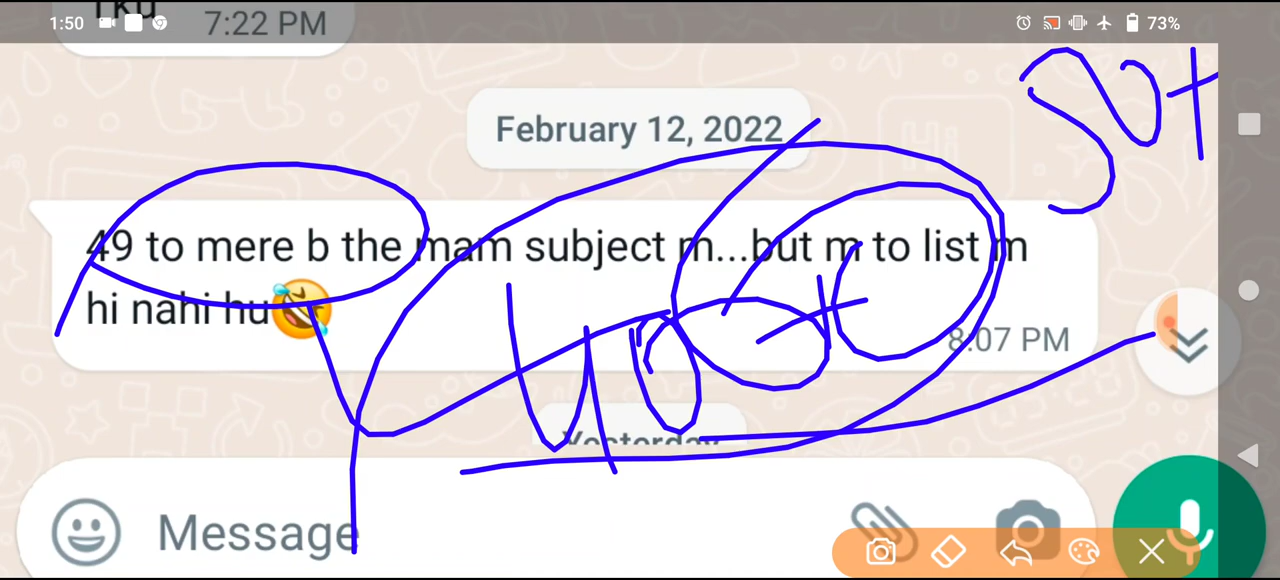 1:50
73%
7:22 PM
February 12, 2022
49 to mere b the mam subject m...but m to list m
hi nahi hu🤣
8:07 PM
Yesterday
Message